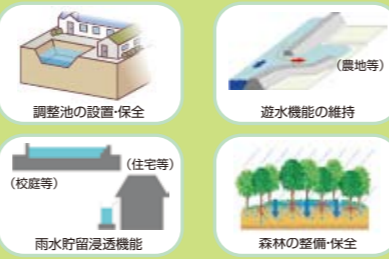 調整池の設置・保全
(農地等)
遊水機能の維持
(校庭等)
(住宅等)
雨水貯留浸透機能
森林の整備・保全